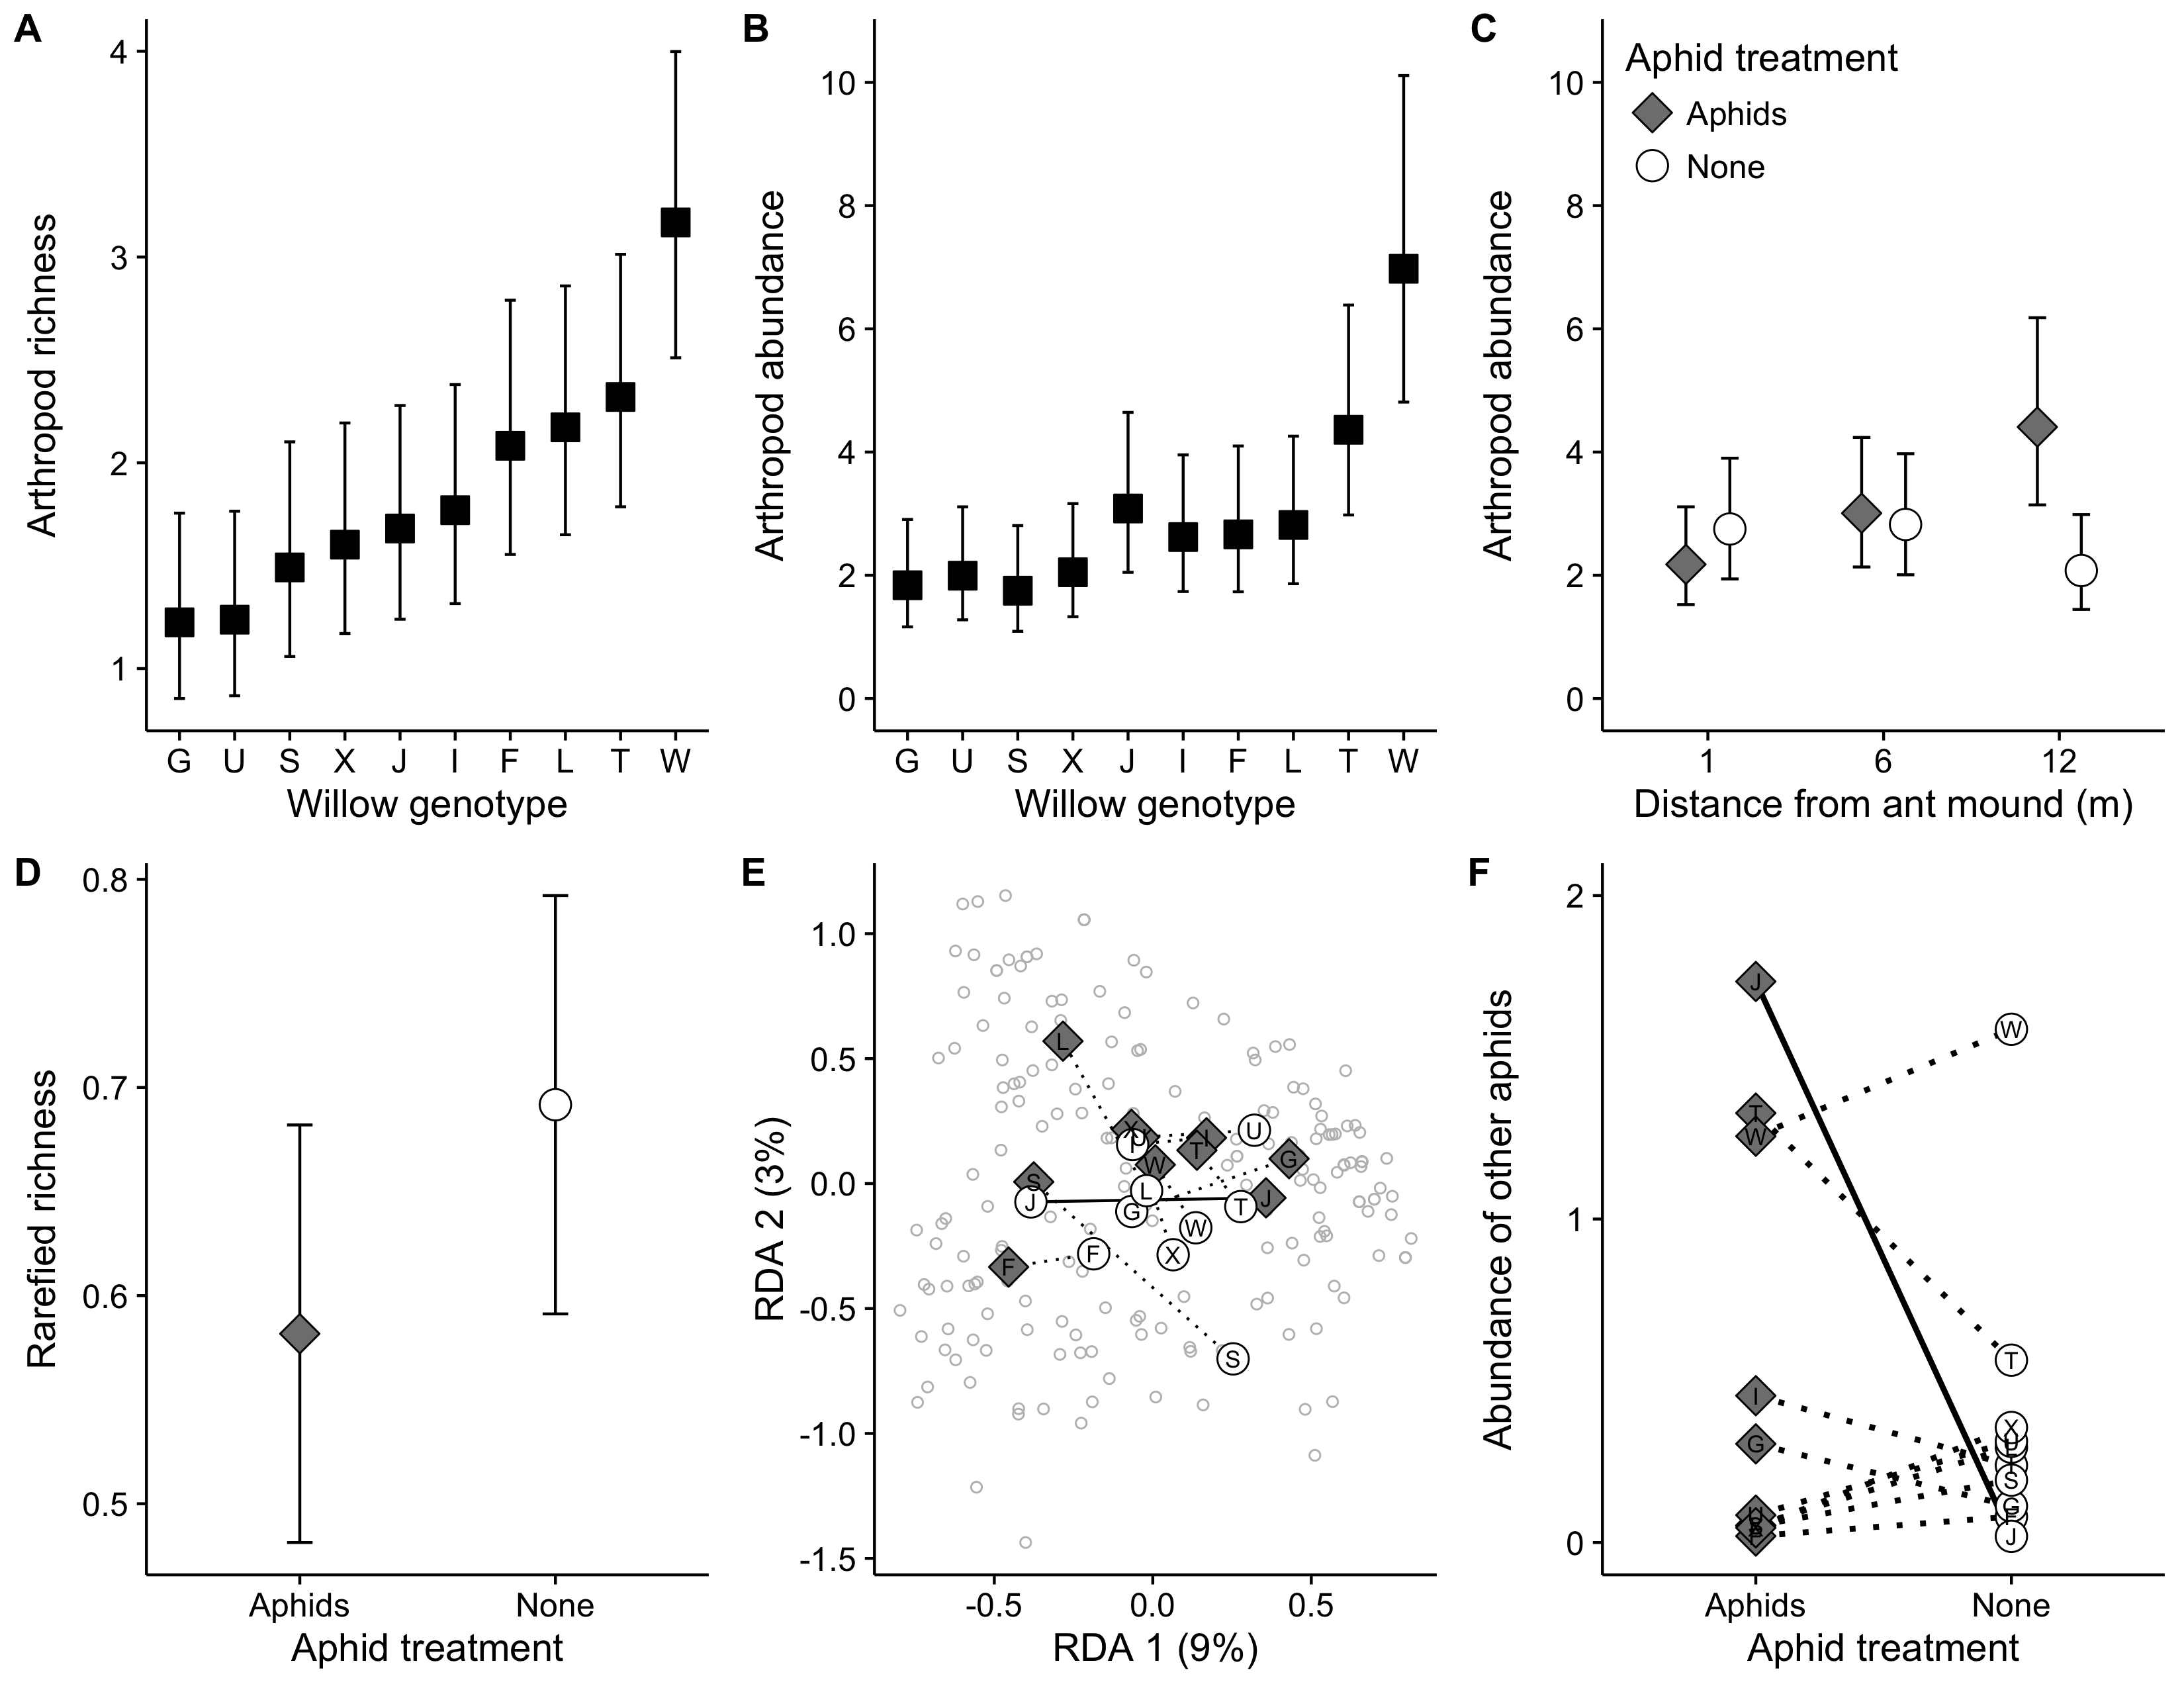 A
Arthropod richness
4
3
2
1
G U S X J I F L T W
Willow genotype
B
Arthropod abundance
10
8
6
4
2
0
G U S X J I F L T W
Willow genotype
C
Arthropod abundance
10
8
6
4
2
0
Aphid treatment
Aphids
None
1 6 12
Distance from ant mound (m)
D
Rarefied richness
0.8
0.7
0.6
0.5
Aphids None
Aphid treatment
E
RDA 2 (3%)
1.0
0.5
0.0
-0.5
-1.0
-1.5
L
X U
I
I
U
T
W
G
S
J
L
G
T
J
W
F
X
F
S
-0.5 0.0 0.5
RDA 1 (9%)
F
Abundance of other aphids
2
1
0
J
W
T
W
T
I
X
U
G
S
G
J
Aphids None
Aphid treatment